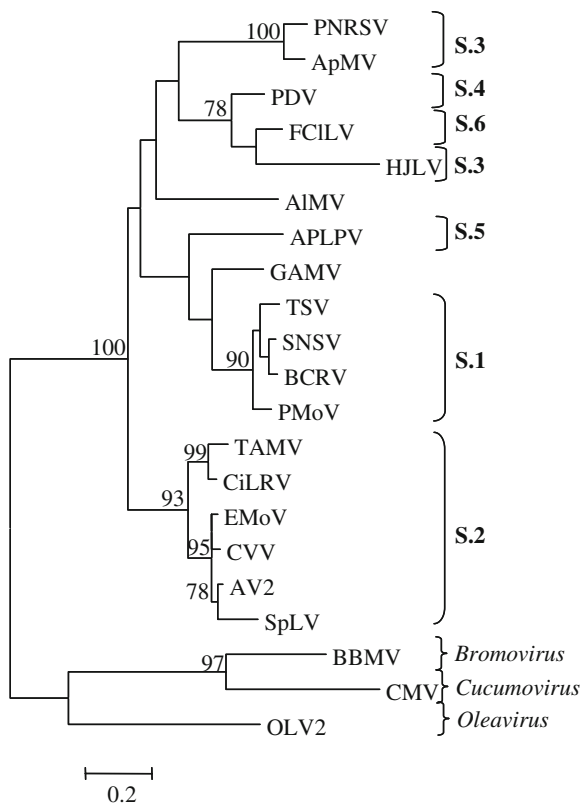 PNRSV
100
S.3
ApMV
PDV
S.4
78
FClLV
S.6
HJLV
S.3
AlMV
APLPV
S.5
GAMV
TSV
SNSV
100
90
S.1
BCRV
PMoV
TAMV
99
CiLRV
93
EMoV
S.2
95
CVV
78
AV2
SpLV
BBMV
Bromovirus
97
CMV
Cucumovirus
OLV2
Oleavirus
0.2